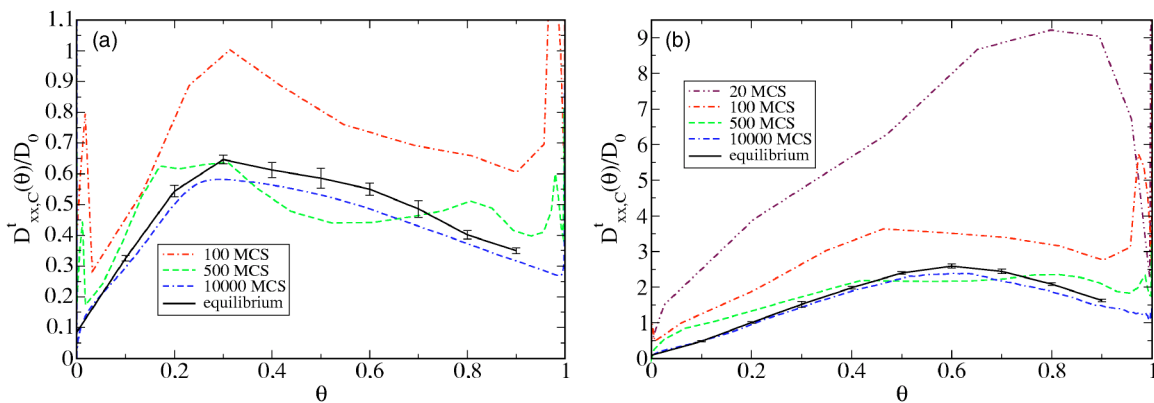 (a)
D^t_xx,C(θ)/D_0
1.1
1
0.9
0.8
0.7
0.6
0.5
0.4
0.3
0.2
0.1
0
100 MCS
500 MCS
10000 MCS
equilibrium
0 0.2 0.4 0.6 0.8 1
θ
(b)
D^t_xx,C(θ)/D_0
9
8
7
6
5
4
3
2
1
0
20 MCS
100 MCS
500 MCS
10000 MCS
equilibrium
0 0.2 0.4 0.6 0.8 1
θ